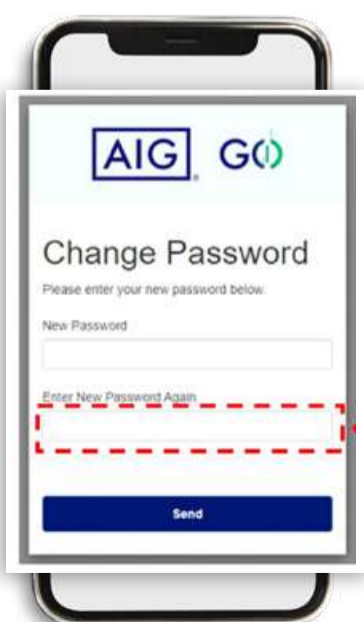 AIG® GO
Change Password
Please enter your new password below.
New Password
Enter New Password Again
Send